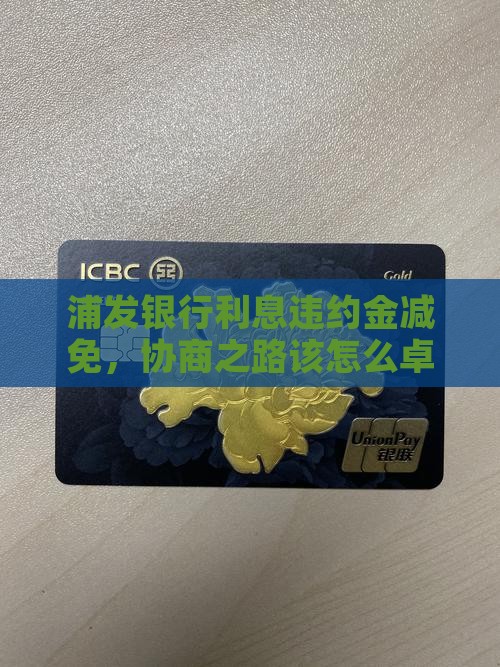 ICBC
Gold
浦发银行利息违约金减
免，协商之路该怎么卓
UnionPay
银联